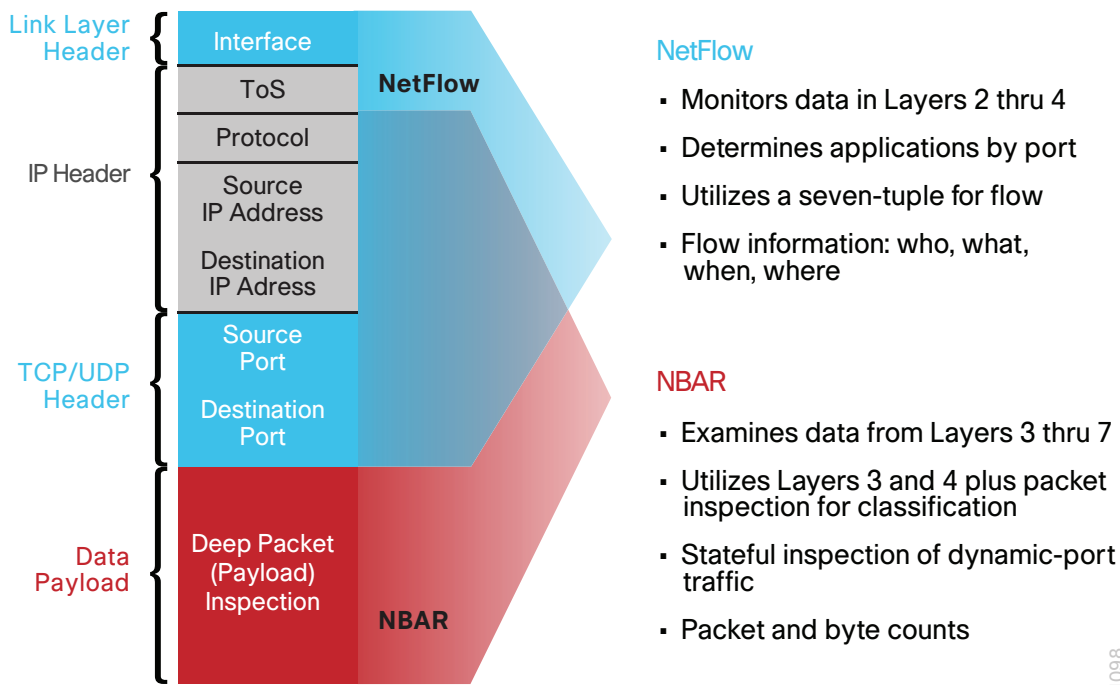 Link Layer
Header
Interface
ToS
NetFlow
Protocol
IP Header
Source
IP Address
Destination
IP Adress
TCP/UDP
Header
Source
Port
Destination
Port
Data
Payload
Deep Packet
(Payload)
Inspection
NBAR
NetFlow
▪ Monitors data in Layers 2 thru 4
▪ Determines applications by port
▪ Utilizes a seven-tuple for flow
▪ Flow information: who, what,
when, where
NBAR
▪ Examines data from Layers 3 thru 7
▪ Utilizes Layers 3 and 4 plus packet
inspection for classification
▪ Stateful inspection of dynamic-port
traffic
▪ Packet and byte counts